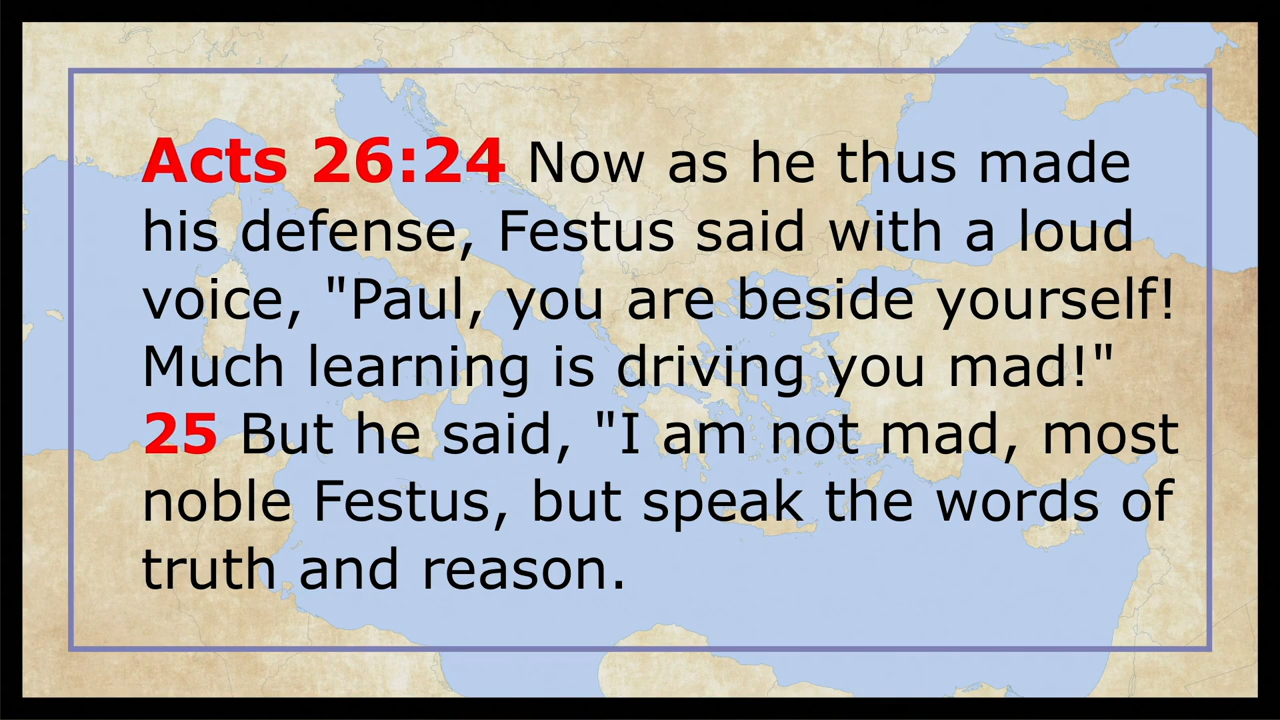 Acts 26:24 Now as he thus made
his defense, Festus said with a loud
voice, "Paul, you are beside yourself!
Much learning is driving you mad!"
25 But he said, "I am not mad, most
noble Festus, but speak the words of
truth and reason.